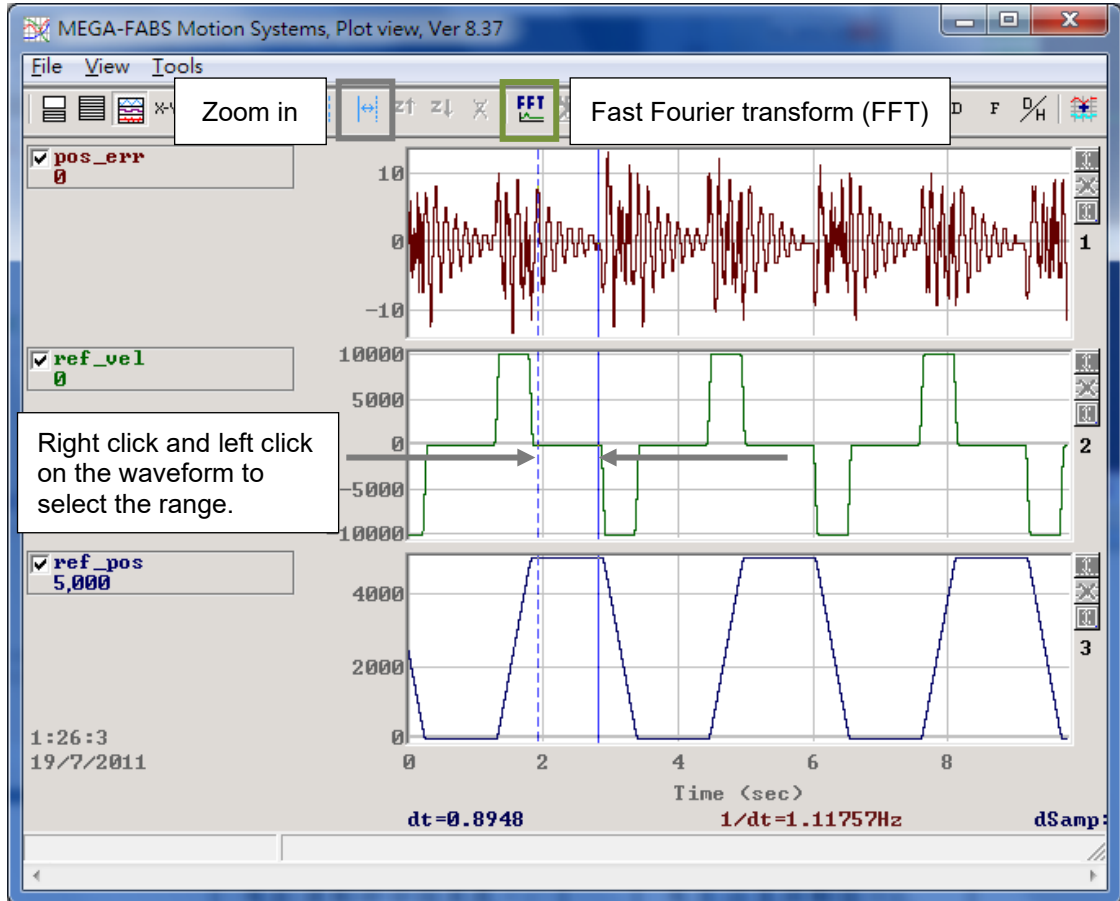 MEGA-FABS Motion Systems, Plot view, Ver 8.37
File View Tools
Zoom in
FFT
Fast Fourier transform (FFT)
D F D/H
pos_err
0
10
0
-10
1
ref_vel
0
10000
5000
0
-5000
-10000
2
Right click and left click
on the waveform to
select the range.
ref_pos
5,000
4000
2000
0
3
1:26:3
19/7/2011
0 2 4 6 8
Time (sec)
dt=0.8948 1/dt=1.11757Hz dSamp: